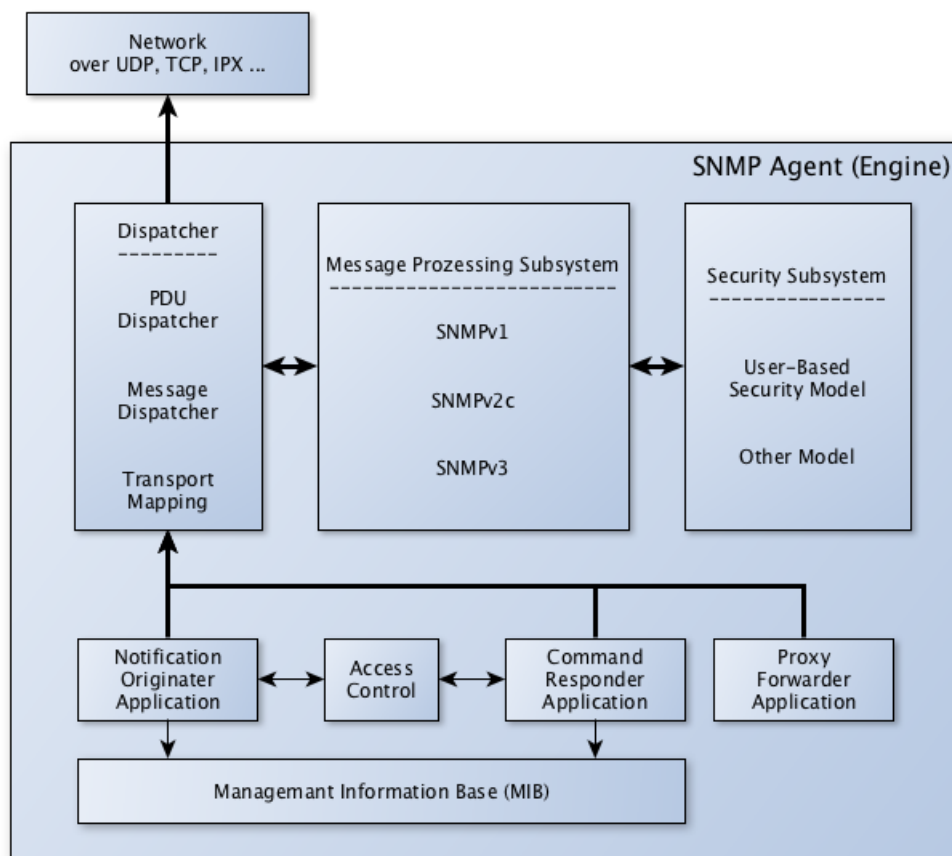 Network
over UDP, TCP, IPX ...
SNMP Agent (Engine)
Dispatcher
----------
PDU
Dispatcher
Message
Dispatcher
Transport
Mapping
Message Prozessing Subsystem
--------------------------
SNMPv1
SNMPv2c
SNMPv3
Security Subsystem
----------------
User-Based
Security Model
Other Model
Notification
Originater
Application
Access
Control
Command
Responder
Application
Proxy
Forwarder
Application
Managemant Information Base (MIB)